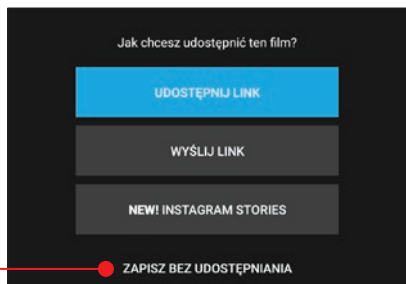 Jak chcesz udostępnić ten film?
UDOSTĘPNIJ LINK
WYŚLIJ LINK
NEW! INSTAGRAM STORIES
ZAPISZ BEZ UDOSTĘPNIANIA